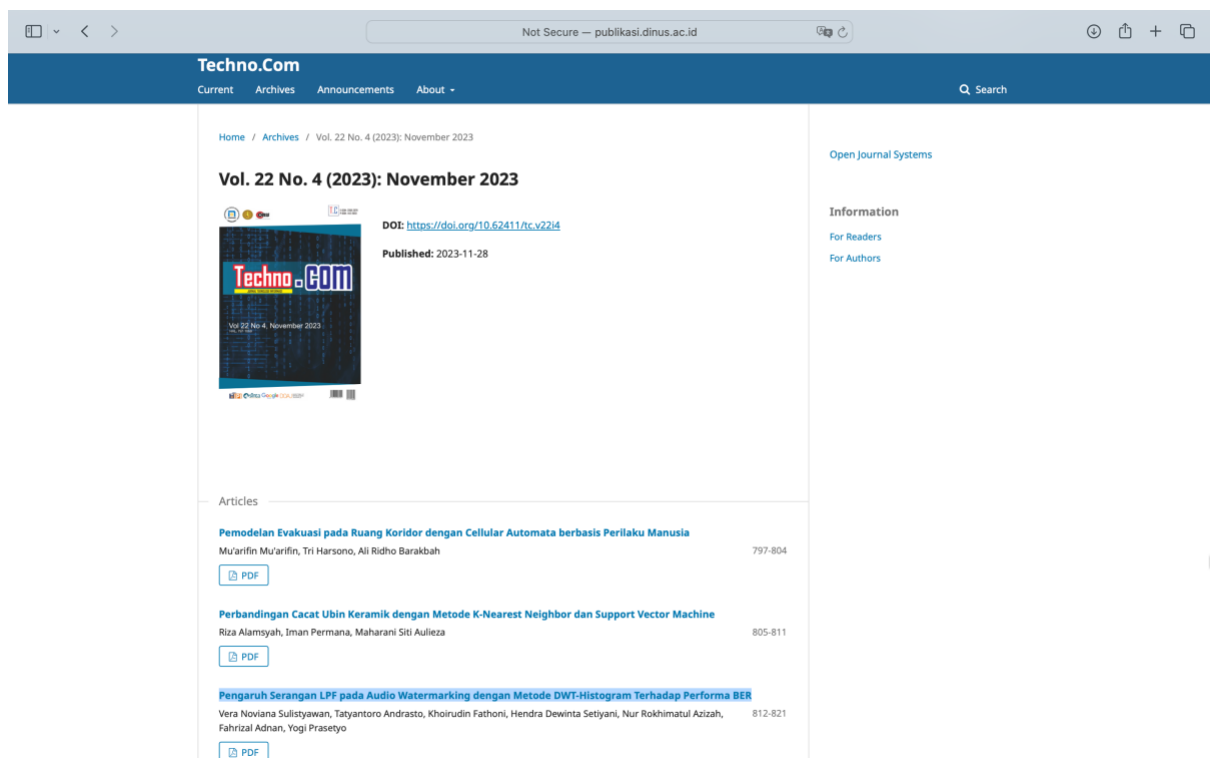 Not Secure — publikasi.dinus.ac.id
Techno.Com
Current Archives Announcements About
Search
Home / Archives / Vol. 22 No. 4 (2023): November 2023
Open Journal Systems
Vol. 22 No. 4 (2023): November 2023
Information
For Readers
For Authors
Techno.COM
Vol 22 No 4, November 2023
DOI: https://doi.org/10.62411/tc.v22i4
Published: 2023-11-28
Articles
Pemodelan Evakuasi pada Ruang Koridor dengan Cellular Automata berbasis Perilaku Manusia
Mu'arifin Mu'arifin, Tri Harsono, Ali Ridho Barakbah 797-804
PDF
Perbandingan Cacat Ubin Keramik dengan Metode K-Nearest Neighbor dan Support Vector Machine
Riza Alamsyah, Iman Permana, Maharani Siti Aulieza 805-811
PDF
Pengaruh Serangan LPF pada Audio Watermarking dengan Metode DWT-Histogram Terhadap Performa BER
Vera Noviana Sulistyawan, Tatyantoro Andrasto, Khoirudin Fathoni, Hendra Dewinta Setiyani, Nur Rokhimatul Azizah, 812-821
Fahrizal Adnan, Yogi Prasetyo
PDF